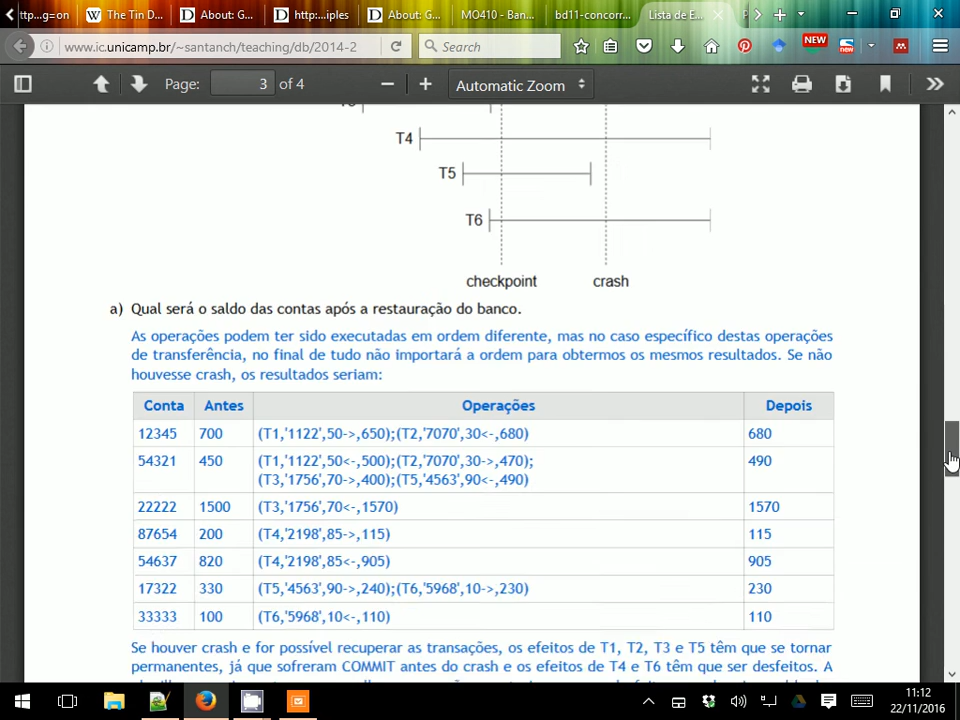 ttp...g=on
The Tin D...
About: G...
http:...iples
About: G...
MO410 - Ban...
bd11-concorr...
Lista de E...
www.ic.unicamp.br/~santanch/teaching/db/2014-2
Search
NEW
Page: 3 of 4
Automatic Zoom
T4
T5
T6
checkpoint crash
a) Qual será o saldo das contas após a restauração do banco.
As operações podem ter sido executadas em ordem diferente, mas no caso específico destas operações
de transferência, no final de tudo não importará a ordem para obtermos os mesmos resultados. Se não
houvesse crash, os resultados seriam:
Conta Antes Operações Depois
12345 700 (T1,'1122',50->,650);(T2,'7070',30<-,680) 680
54321 450 (T1,'1122',50<-,500);(T2,'7070',30->,470); 490
(T3,'1756',70->,400);(T5,'4563',90<-,490)
22222 1500 (T3,'1756',70<-,1570) 1570
87654 200 (T4,'2198',85->,115) 115
54637 820 (T4,'2198',85<-,905) 905
17322 330 (T5,'4563',90->,240);(T6,'5968',10->,230) 230
33333 100 (T6,'5968',10<-,110) 110
Se houver crash e for possível recuperar as transações, os efeitos de T1, T2, T3 e T5 têm que se tornar
permanentes, já que sofreram COMMIT antes do crash e os efeitos de T4 e T6 têm que ser desfeitos. A
11:12
22/11/2016